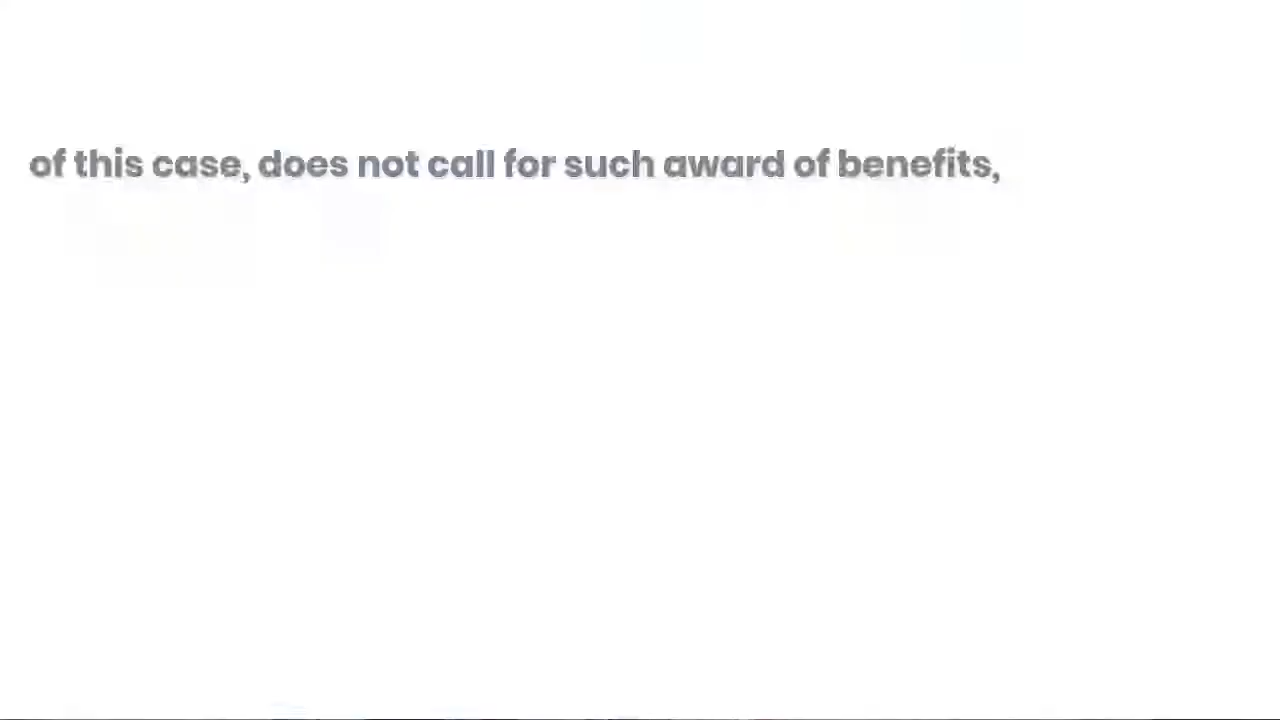 of this case, does not call for such award of benefits,